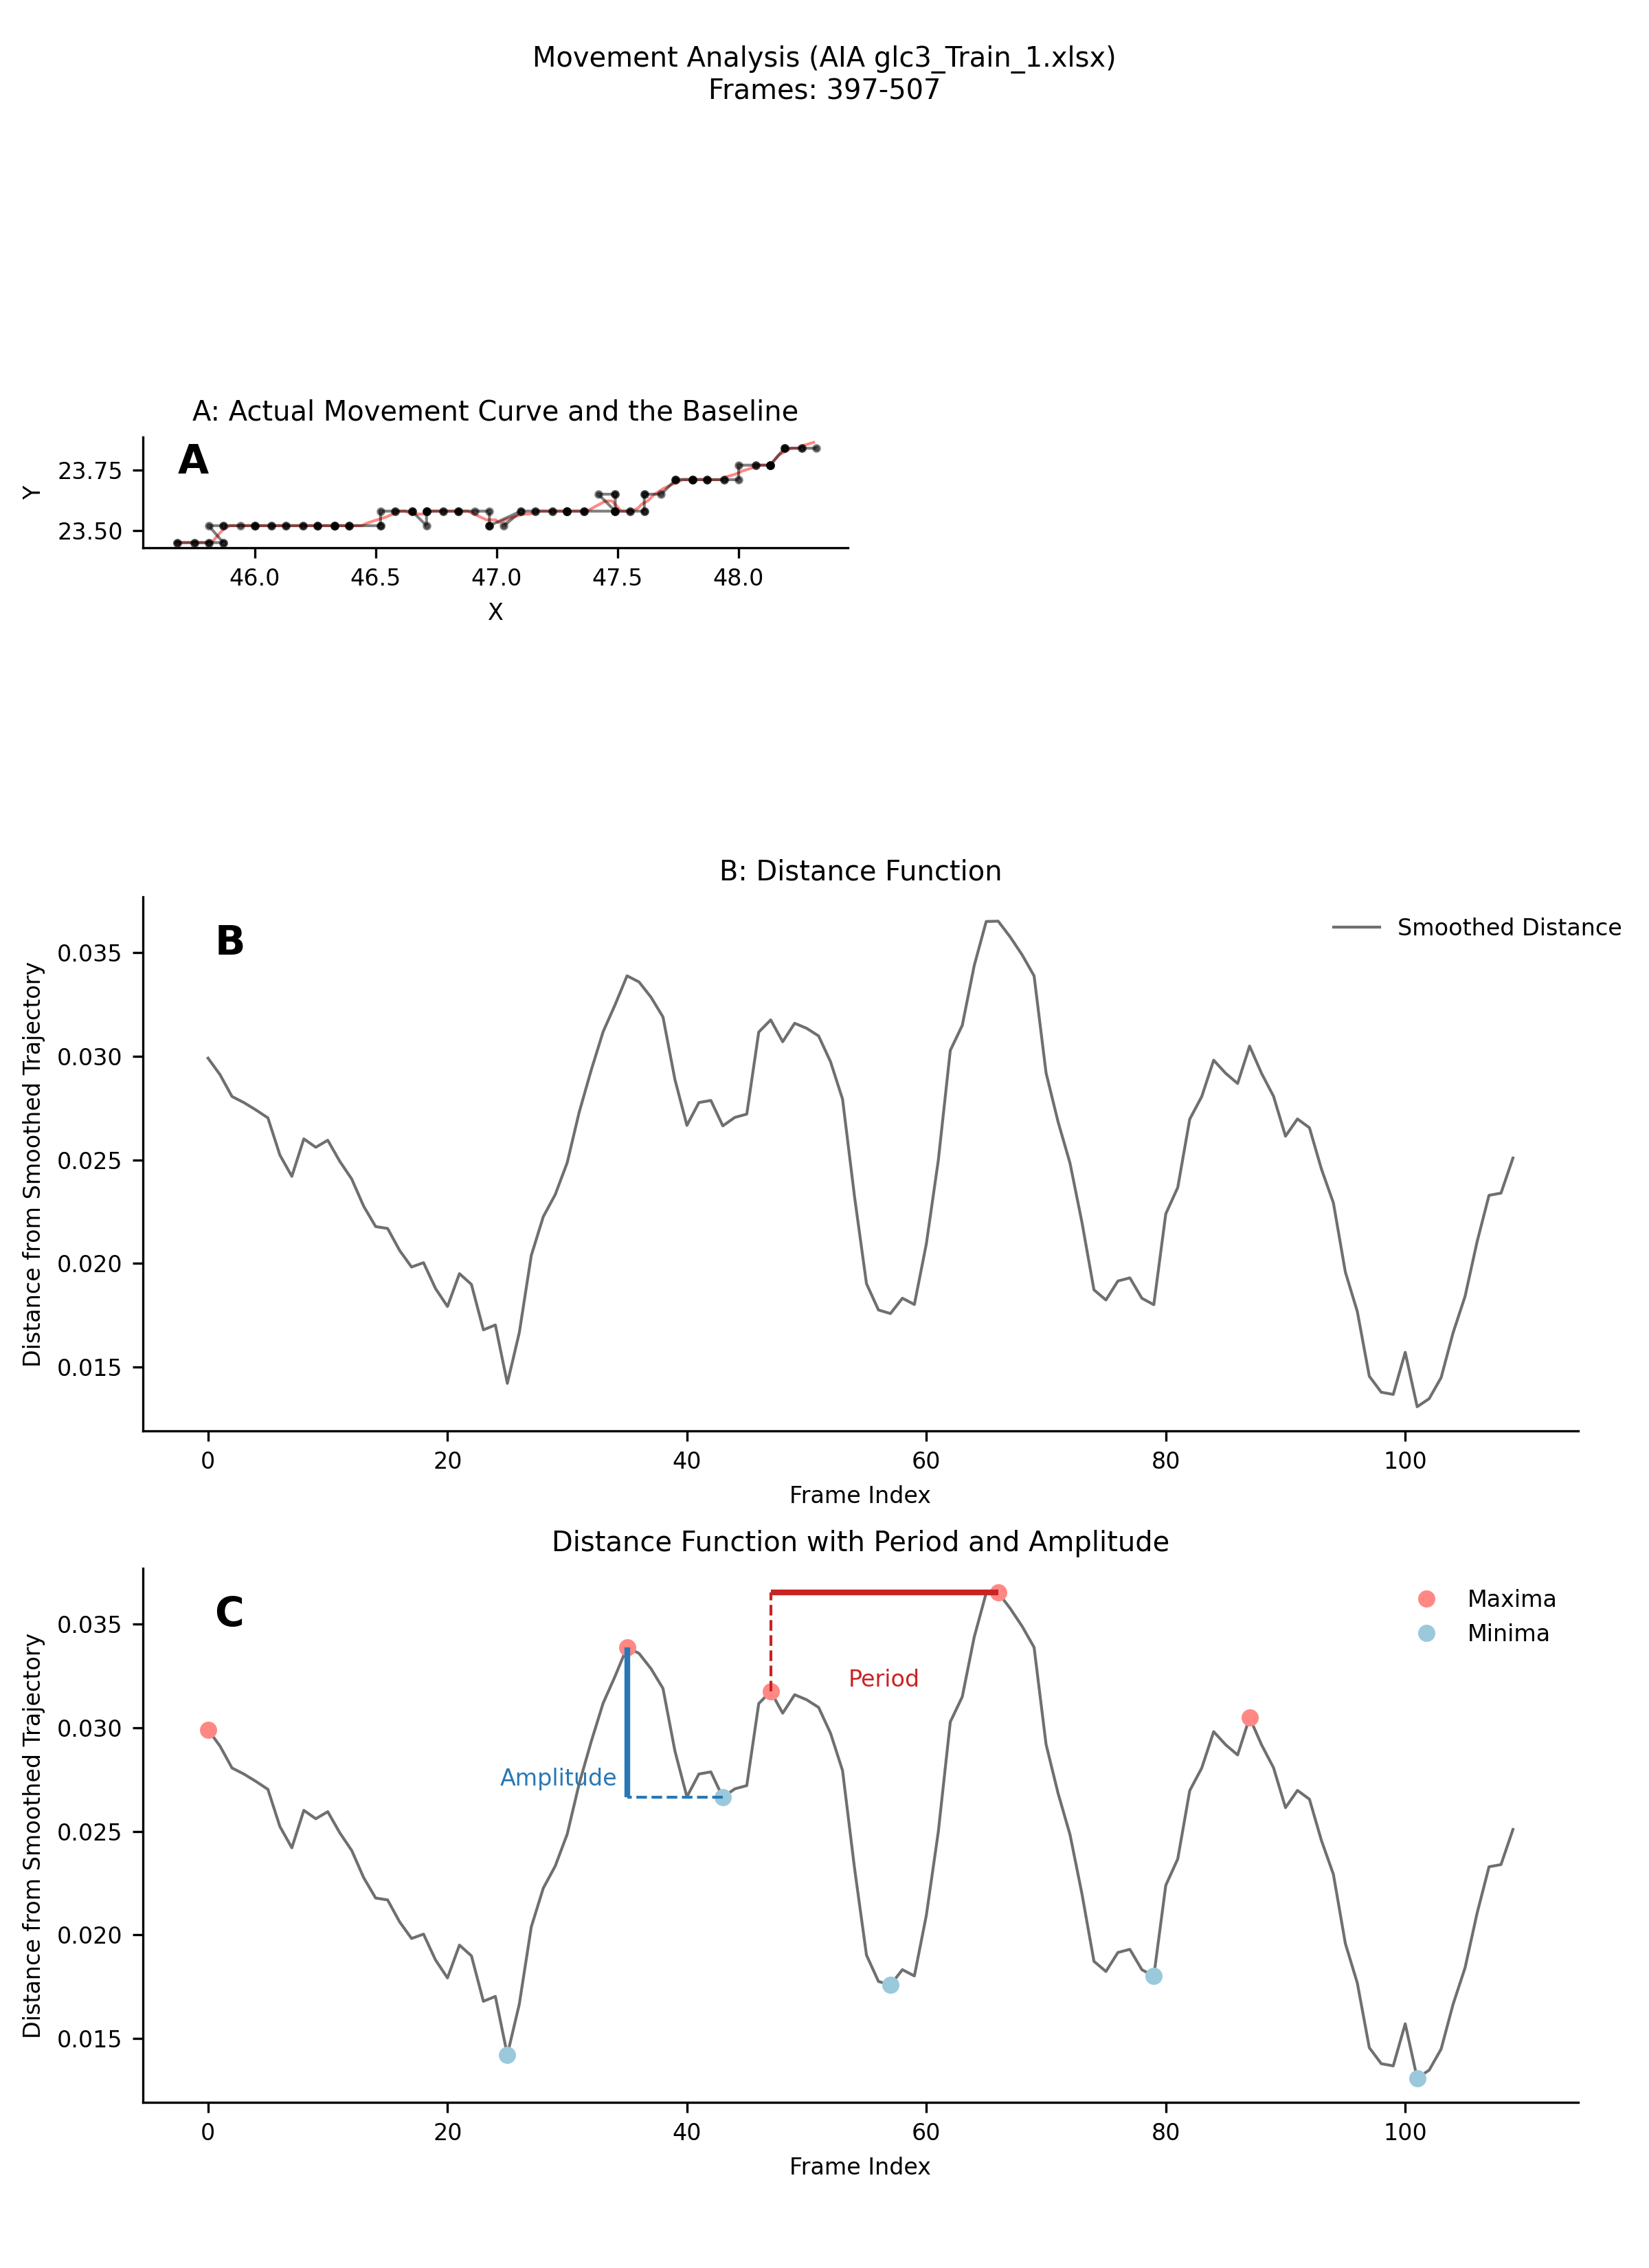 Movement Analysis (AIA glc3_Train_1.xlsx)
Frames: 397-507
A: Actual Movement Curve and the Baseline
A
Y
23.75
23.50
46.0 46.5 47.0 47.5 48.0
X
B: Distance Function
B
Smoothed Distance
Distance from Smoothed Trajectory
0.035
0.030
0.025
0.020
0.015
0 20 40 60 80 100
Frame Index
Distance Function with Period and Amplitude
C
Maxima
Minima
Period
Amplitude
Distance from Smoothed Trajectory
0.035
0.030
0.025
0.020
0.015
0 20 40 60 80 100
Frame Index